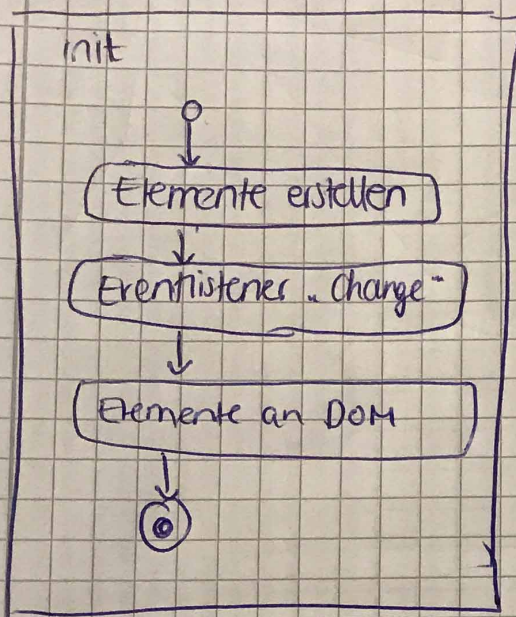 init
Elemente erstellen
Eventlistener „Change"
Elemente an DOM